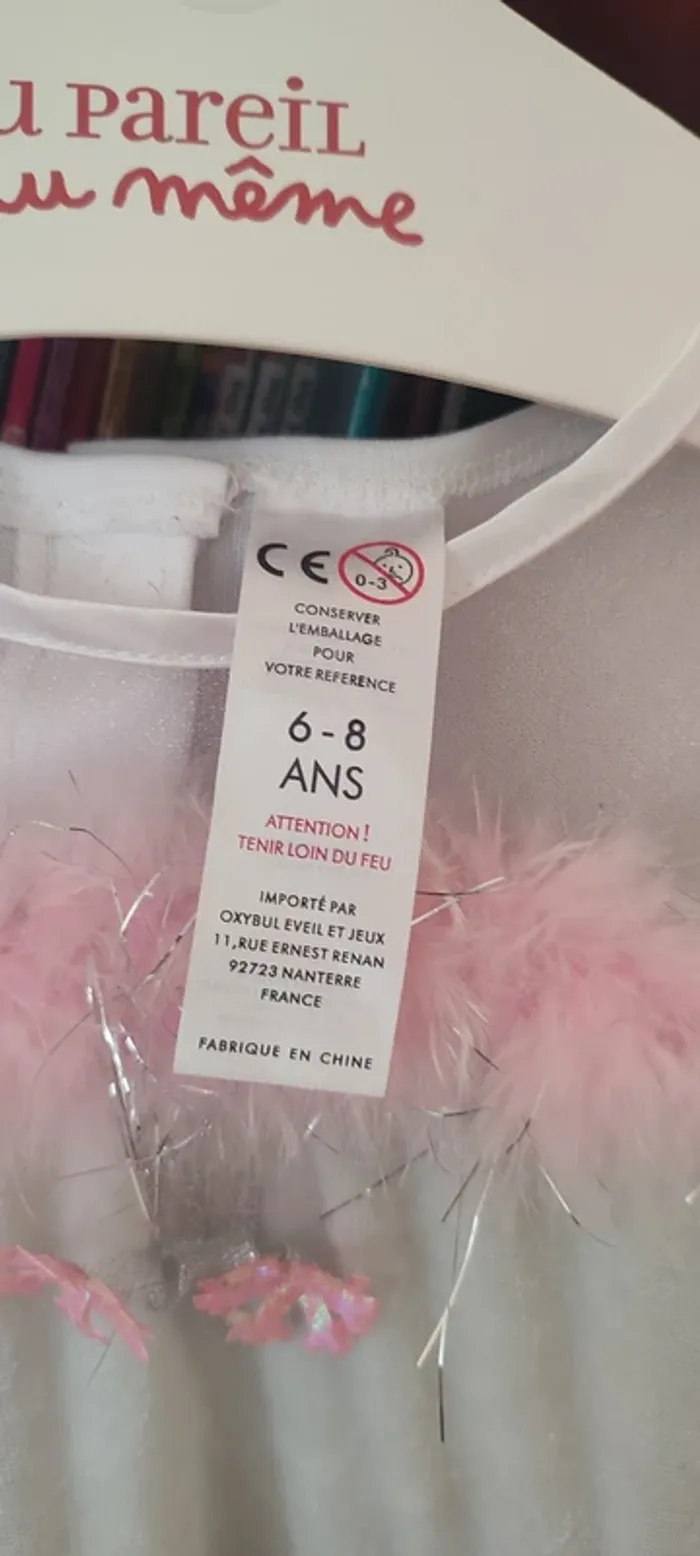 u PareiL
au même
CE 0-3
CONSERVER
L'EMBALLAGE
POUR
VOTRE REFERENCE
6-8
ANS
ATTENTION !
TENIR LOIN DU FEU
IMPORTÉ PAR
OXYBUL EVEIL ET JEUX
11,RUE ERNEST RENAN
92723 NANTERRE
FRANCE
FABRIQUE EN CHINE